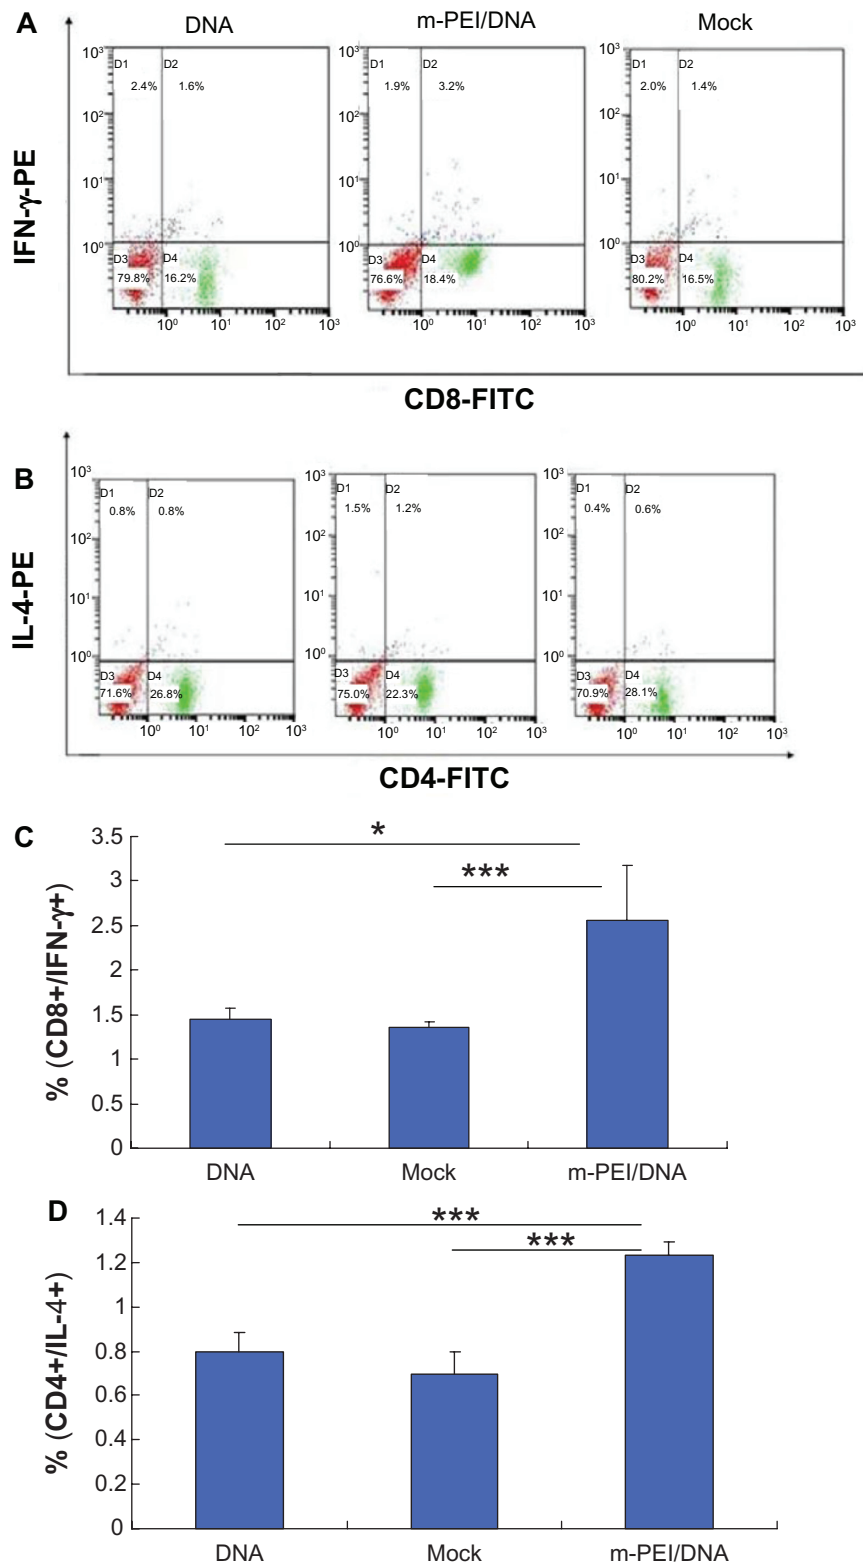 A
DNA
m-PEI/DNA
Mock
IFN-γ-PE
10³
10²
10¹
10⁰
D1
D2
2.4%
1.6%
D3
D4
79.8%
16.2%
10⁰
10¹
10²
10³
10³
10²
10¹
10⁰
D1
D2
1.9%
3.2%
D3
D4
76.6%
18.4%
10⁰
10¹
10²
10³
10³
10²
10¹
10⁰
D1
D2
2.0%
1.4%
D3
D4
80.2%
16.5%
10⁰
10¹
10²
10³
CD8-FITC
B
IL-4-PE
10³
10²
10¹
10⁰
D1
D2
0.8%
0.8%
D3
D4
71.6%
26.8%
10⁰
10¹
10²
10³
10³
10²
10¹
10⁰
D1
D2
1.5%
1.2%
D3
D4
75.0%
22.3%
10⁰
10¹
10²
10³
10³
10²
10¹
10⁰
D1
D2
0.4%
0.6%
D3
D4
70.9%
28.1%
10⁰
10¹
10²
10³
CD4-FITC
C
% (CD8+/IFN-γ+)
3.5
3
2.5
2
1.5
1
0.5
0
*
***
DNA
Mock
m-PEI/DNA
D
% (CD4+/IL-4+)
1.4
1.2
1
0.8
0.6
0.4
0.2
0
***
***
DNA
Mock
m-PEI/DNA